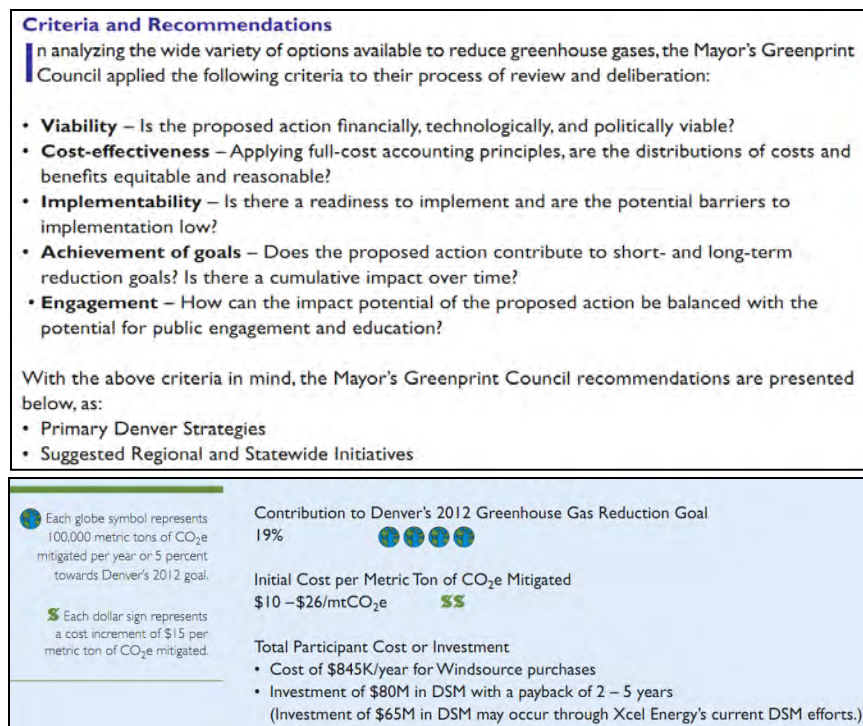 Criteria and Recommendations
In analyzing the wide variety of options available to reduce greenhouse gases, the Mayor's Greenprint
Council applied the following criteria to their process of review and deliberation:
• Viability – Is the proposed action financially, technologically, and politically viable?
• Cost-effectiveness – Applying full-cost accounting principles, are the distributions of costs and
benefits equitable and reasonable?
• Implementability – Is there a readiness to implement and are the potential barriers to
implementation low?
• Achievement of goals – Does the proposed action contribute to short- and long-term
reduction goals? Is there a cumulative impact over time?
• Engagement – How can the impact potential of the proposed action be balanced with the
potential for public engagement and education?
With the above criteria in mind, the Mayor's Greenprint Council recommendations are presented
below, as:
• Primary Denver Strategies
• Suggested Regional and Statewide Initiatives
Each globe symbol represents
100,000 metric tons of CO₂e
mitigated per year or 5 percent
towards Denver's 2012 goal.
$ Each dollar sign represents
a cost increment of $15 per
metric ton of CO₂e mitigated.
Contribution to Denver's 2012 Greenhouse Gas Reduction Goal
19%
Initial Cost per Metric Ton of CO₂e Mitigated
$10 – $26/mtCO₂e $$
Total Participant Cost or Investment
• Cost of $845K/year for Windsource purchases
• Investment of $80M in DSM with a payback of 2 – 5 years
(Investment of $65M in DSM may occur through Xcel Energy's current DSM efforts.)